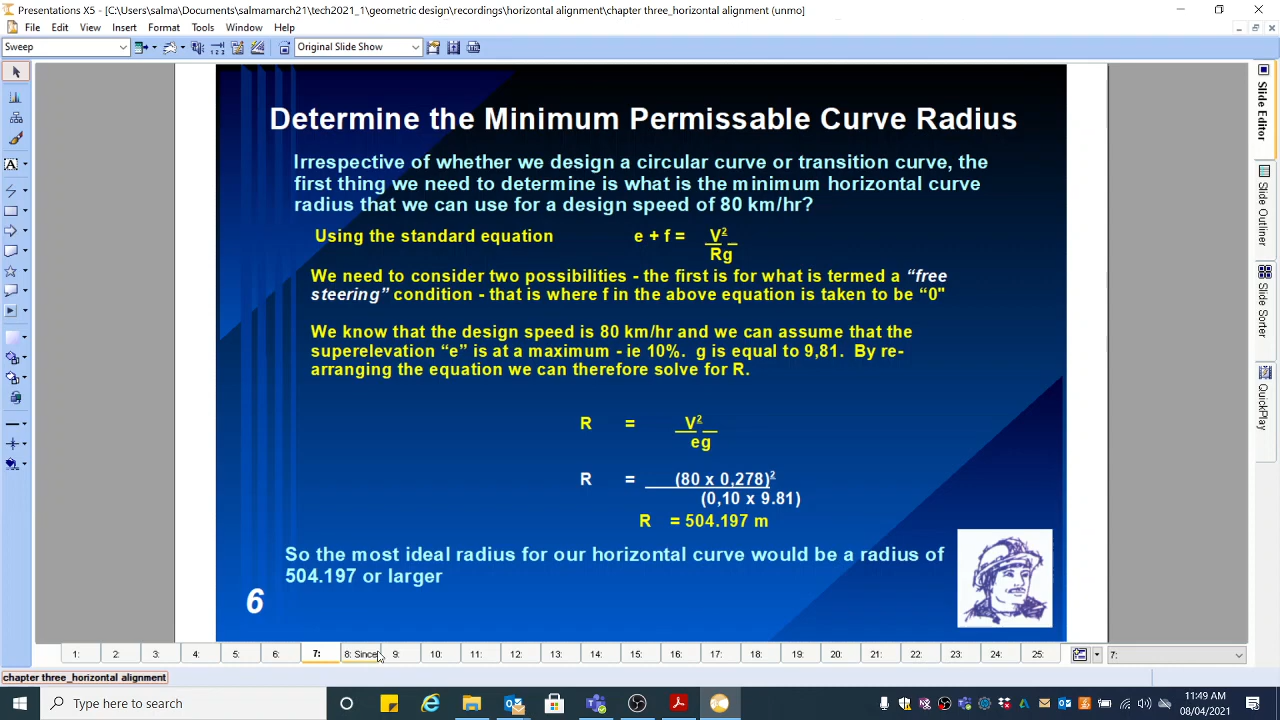 Presentations X5 - [C:\Users\salma\salmamarch21\tech2021_1\geometric design\recordings\horizontal alignment\chapter three_horizontal alignment (unmo)]
File Edit View Insert Format Tools Window Help
Sweep
Original Slide Show
Determine the Minimum Permissable Curve Radius
Irrespective of whether we design a circular curve or transition curve, the
first thing we need to determine is what is the minimum horizontal curve
radius that we can use for a design speed of 80 km/hr?
Using the standard equation e + f = V²
Rg
We need to consider two possibilities - the first is for what is termed a “free
steering” condition - that is where f in the above equation is taken to be “0"
We know that the design speed is 80 km/hr and we can assume that the
superelevation “e” is at a maximum - ie 10%. g is equal to 9,81. By re-
arranging the equation we can therefore solve for R.
R = V²
eg
R = (80 x 0,278)²
(0,10 x 9.81)
R = 504.197 m
So the most ideal radius for our horizontal curve would be a radius of
504.197 or larger
6
Slide Editor
Slide Outliner
Slide Sorter
QuickPlay
1: 2: 3: 4: 5: 6: 7: 8: Since 10: 11: 12: 13: 14: 15: 16: 17: 18: 19: 20: 21: 22: 23: 24: 25: 7:
chapter three_horizontal alignment
Type here to search
11:49 AM
08/04/2021